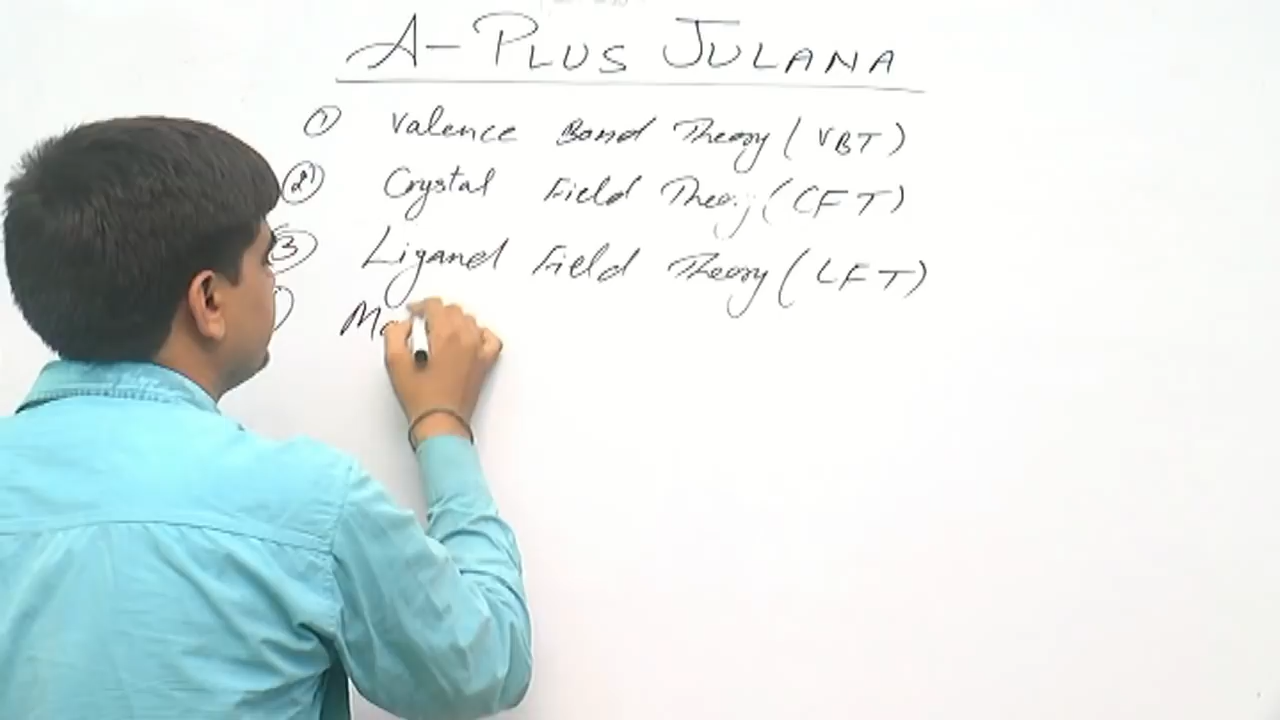 A- PLUS JULANA
① Valence Bond Theory (VBT)
② Crystal Field Theory (CFT)
③ Ligand Field Theory (LFT)